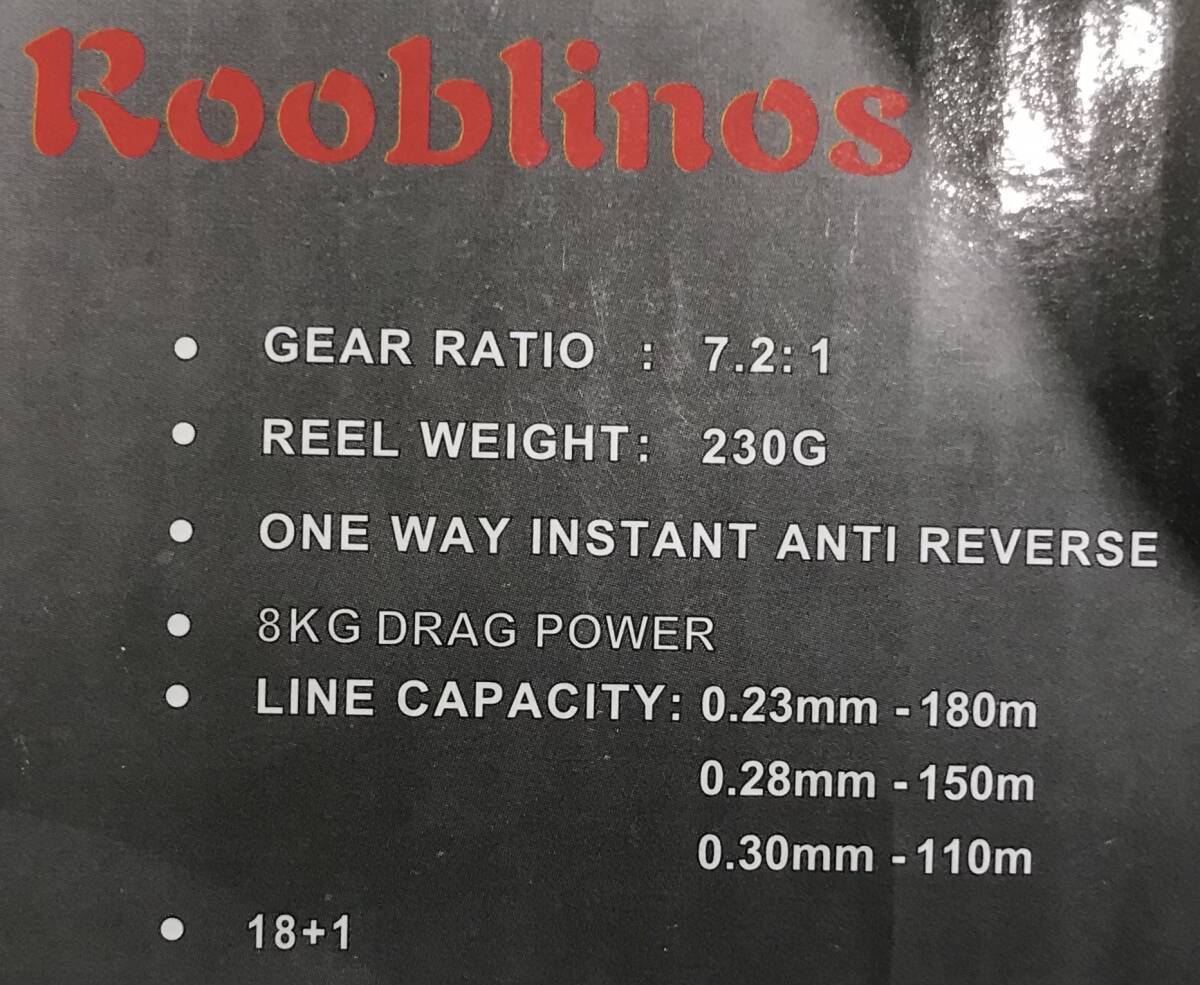 Rooblinos
• GEAR RATIO : 7.2: 1
• REEL WEIGHT: 230G
• ONE WAY INSTANT ANTI REVERSE
• 8KG DRAG POWER
• LINE CAPACITY: 0.23mm - 180m
0.28mm - 150m
0.30mm - 110m
• 18+1